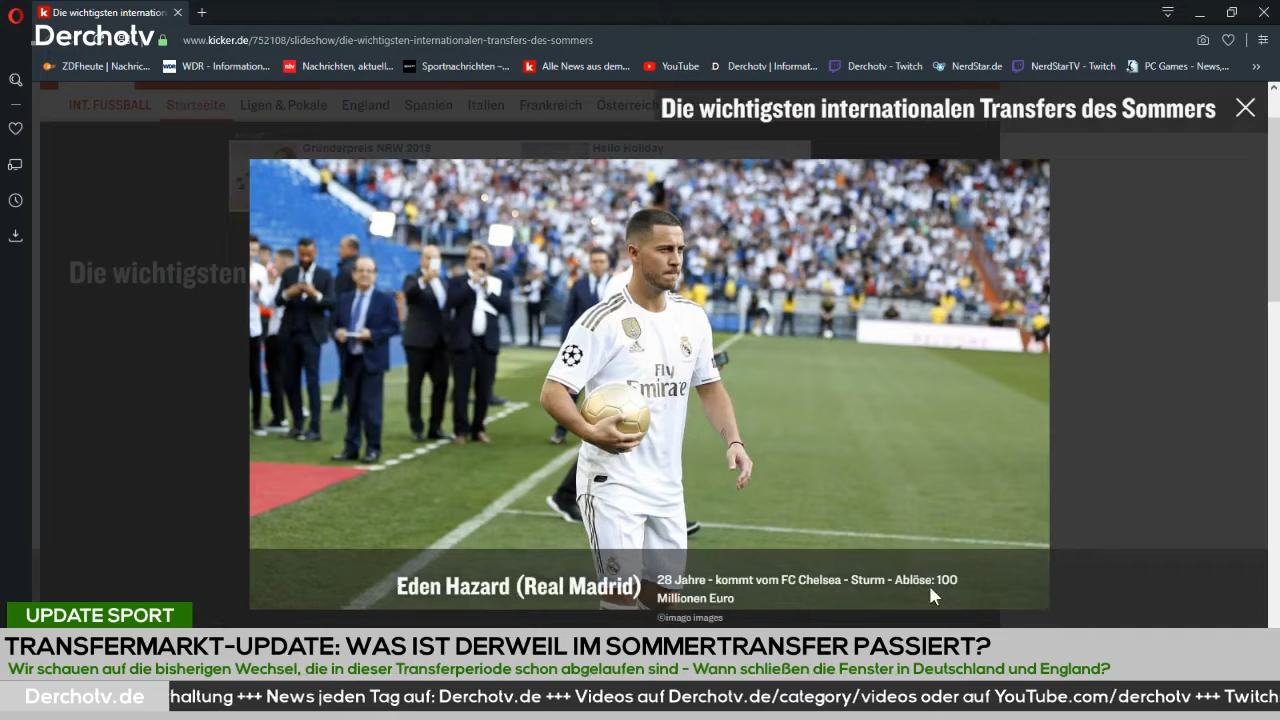 Die wichtigsten internation
Derchotv
www.kicker.de/752108/slideshow/die-wichtigsten-internationalen-transfers-des-sommers
ZDFheute | Nachric...
WDR - Information...
Nachrichten, aktuell...
Sportnachrichten –...
Alle News aus dem...
YouTube
Derchotv | Informat...
Derchotv - Twitch
NerdStar.de
NerdStarTV - Twitch
PC Games - News,...
INT. FUSSBALL Startseite Ligen & Pokale England Spanien Italien Frankreich Österreich
Die wichtigsten internationalen Transfers des Sommers
Gründerpreis NRW 2019
Hello Holiday
Die wichtigsten
Fly
Emirate
Eden Hazard (Real Madrid)
28 Jahre - kommt vom FC Chelsea - Sturm - Ablöse: 100
Millionen Euro
©imago images
UPDATE SPORT
TRANSFERMARKT-UPDATE: WAS IST DERWEIL IM SOMMERTRANSFER PASSIERT?
Wir schauen auf die bisherigen Wechsel, die in dieser Transferperiode schon abgelaufen sind - Wann schließen die Fenster in Deutschland und England?
Derchotv.de
haltung +++ News jeden Tag auf: Derchotv.de +++ Videos auf Derchotv.de/category/videos oder auf YouTube.com/derchotv +++ Twitch